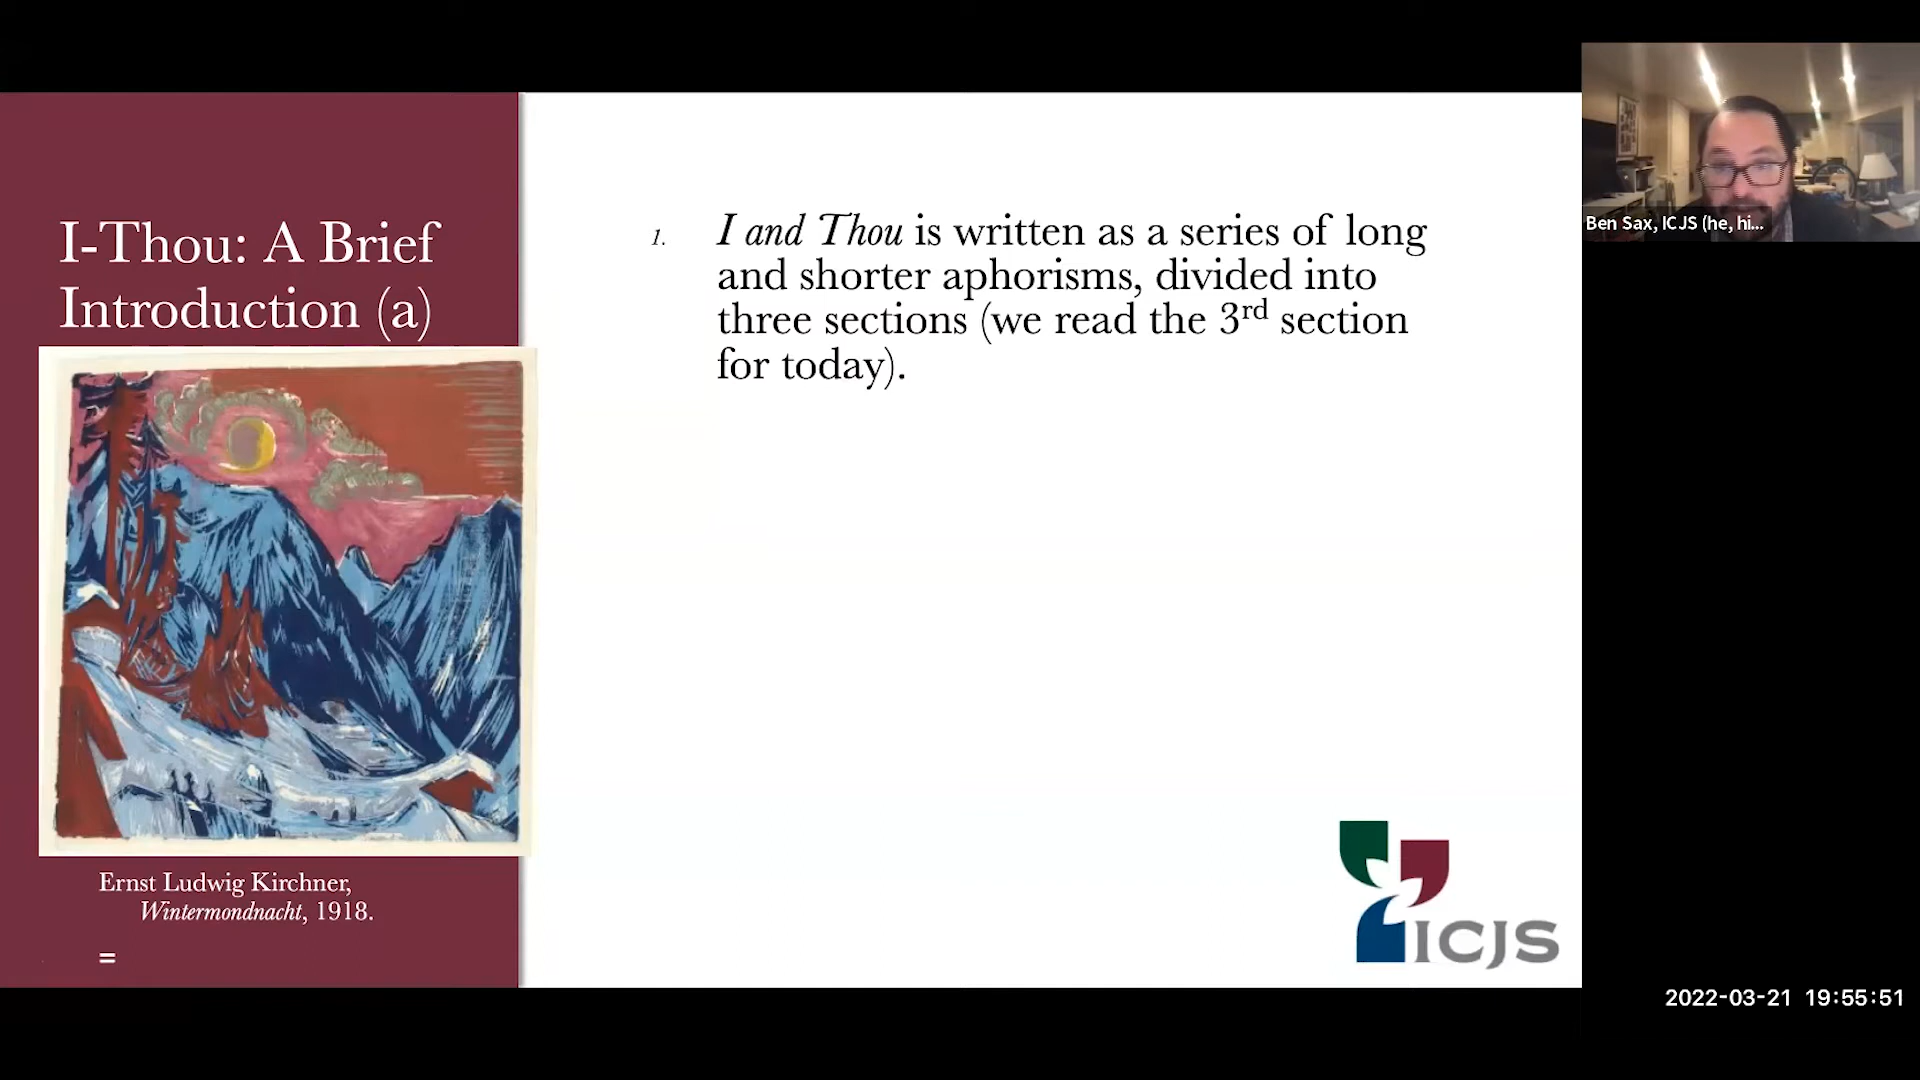 I-Thou: A Brief
Introduction (a)
Ernst Ludwig Kirchner,
Wintermondnacht, 1918.
=
1. I and Thou is written as a series of long
and shorter aphorisms, divided into
three sections (we read the 3rd section
for today).
ICJS
Ben Sax, ICJS (he, hi...
2022-03-21 19:55:51